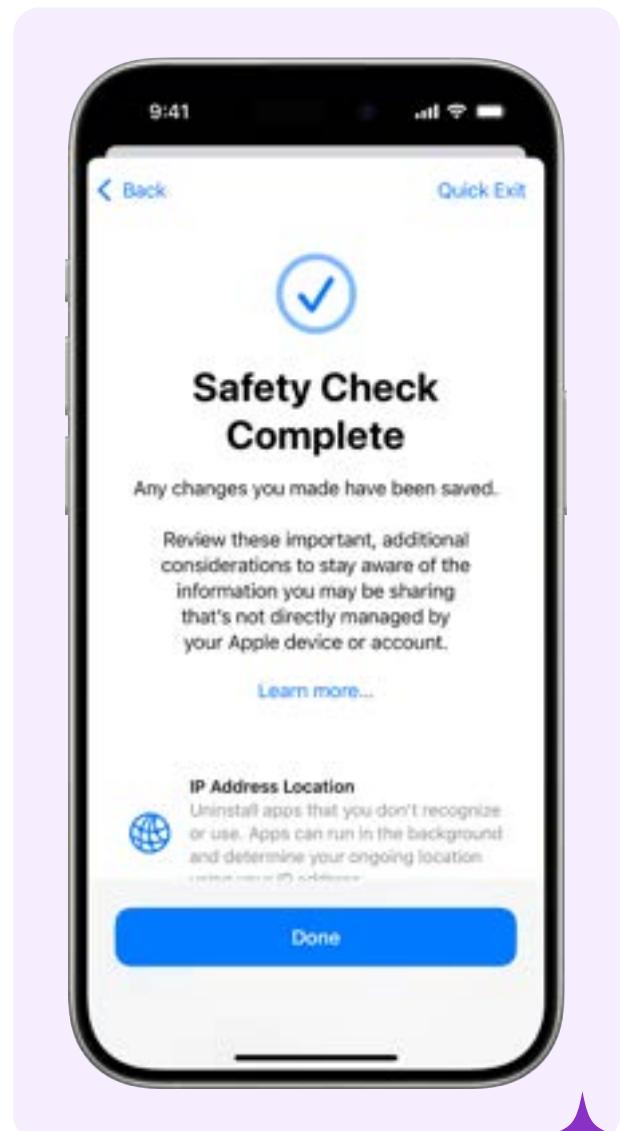 9:41
Back
Quick Exit
Safety Check
Complete
Any changes you made have been saved.
Review these important, additional
considerations to stay aware of the
information you may be sharing
that's not directly managed by
your Apple device or account.
Learn more...
IP Address Location
Uninstall apps that you don't recognize
or use. Apps can run in the background
and determine your ongoing location
Done